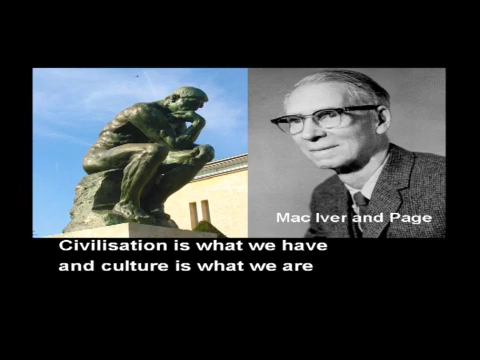 Mac Iver and Page
Civilisation is what we have
and culture is what we are